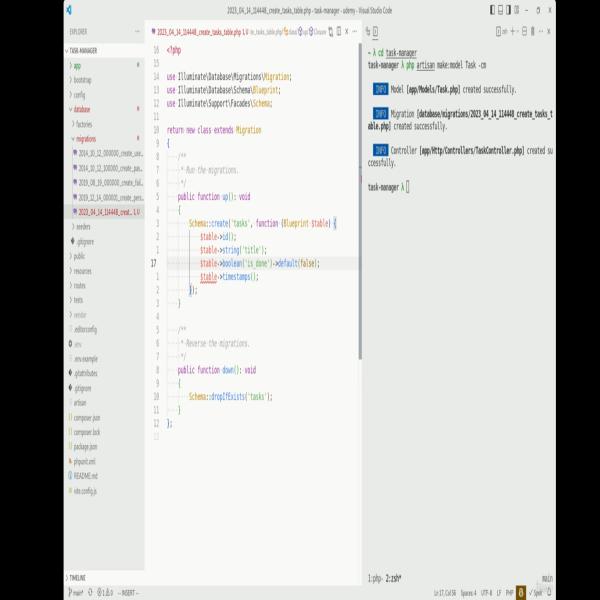 2023_04_14_114448_create_tasks_table.php - task-manager - udemy - Visual Studio Code
EXPLORER
TASK-MANAGER
app
bootstrap
config
database
factories
migrations
2014_10_12_000000_create_use...
2014_10_12_100000_create_pas...
2019_08_19_000000_create_fail...
2019_12_14_000001_create_pers...
2023_04_14_114448_creat... 1, U
seeders
.gitignore
public
resources
routes
tests
vendor
.editorconfig
.env
.env.example
.gitattributes
.gitignore
artisan
composer.json
composer.lock
package.json
phpunit.xml
README.md
vite.config.js
TIMELINE
2023_04_14_114448_create_tasks_table.php 1, U
16 <?php
15
14 use Illuminate\Database\Migrations\Migration;
13 use Illuminate\Database\Schema\Blueprint;
12 use Illuminate\Support\Facades\Schema;
11
10 return new class extends Migration
9 {
8 /**
7 * Run the migrations.
6 */
5 public function up(): void
4 {
3 Schema::create('tasks', function (Blueprint $table) {
2 $table->id();
1 $table->string('title');
17 $table->boolean('is_done')->default(false);
1 $table->timestamps();
2 });
3 }
4
5 /**
6 * Reverse the migrations.
7 */
8 public function down(): void
9 {
10 Schema::dropIfExists('tasks');
11 }
12 };
13
~ λ cd task-manager
task-manager λ php artisan make:model Task -cm
INFO Model [app/Models/Task.php] created successfully.
INFO Migration [database/migrations/2023_04_14_114448_create_tasks_t
able.php] created successfully.
INFO Controller [app/Http/Controllers/TaskController.php] created su
ccessfully.
task-manager λ
1:php- 2:zsh*
main
main*
1 0
-- INSERT --
Ln 17, Col 56
Spaces: 4
UTF-8
LF
PHP
Spell